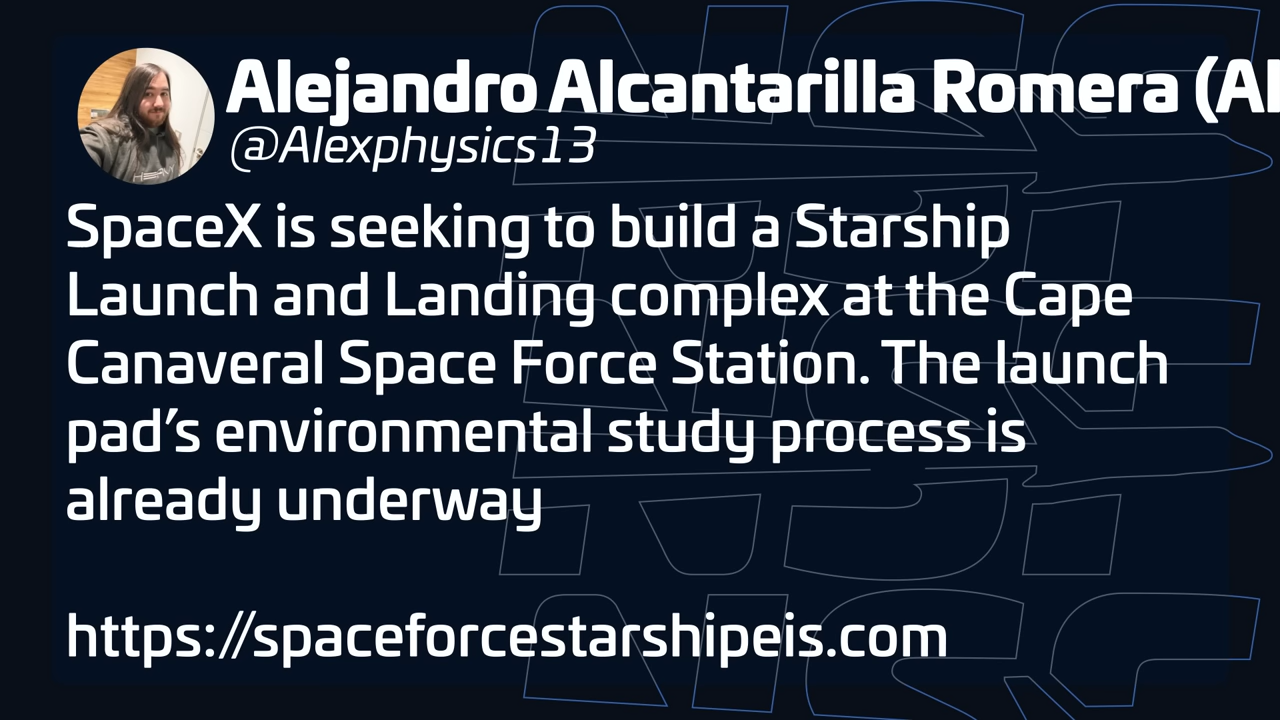 Alejandro Alcantarilla Romera (Al
@Alexphysics13
SpaceX is seeking to build a Starship
Launch and Landing complex at the Cape
Canaveral Space Force Station. The launch
pad’s environmental study process is
already underway
https://spaceforcestarshipeis.com